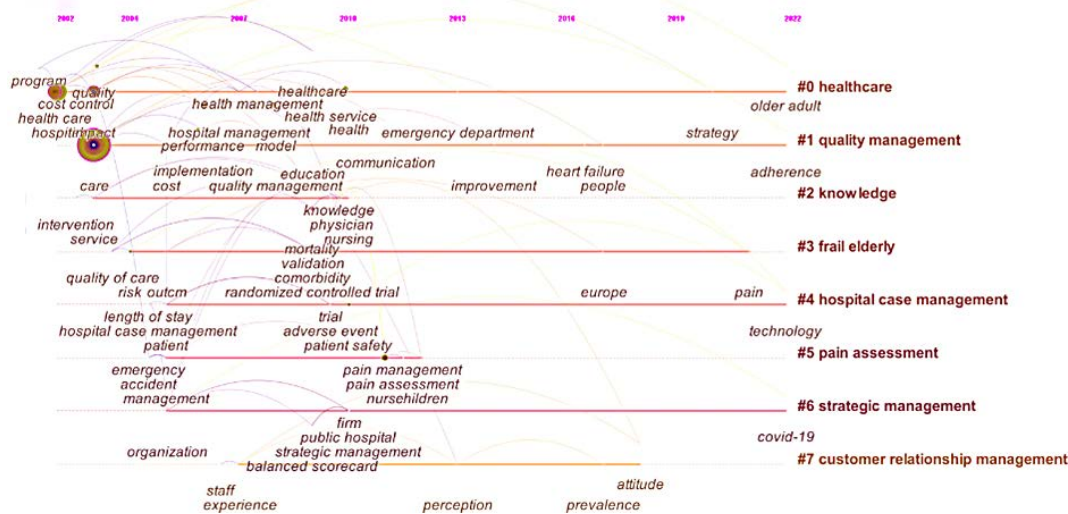 2002 2004 2007 2010 2013 2016 2019 2022
program
quality
healthcare
#0 healthcare
cost control
health management
older adult
health care
health service
hospital
impact
hospital management
health
emergency department
strategy
#1 quality management
performance model
communication
implementation
education
heart failure
adherence
care
cost
quality management
improvement
people
#2 knowledge
knowledge
intervention
physician
service
nursing
mortality
#3 frail elderly
validation
quality of care
comorbidity
risk
randomized controlled trial
europe
pain
#4 hospital case management
length of stay
trial
hospital case management
adverse event
technology
patient
patient safety
#5 pain assessment
emergency
pain management
accident
pain assessment
management
nurse
#6 strategic management
firm
public hospital
covid-19
organization
strategic management
#7 customer relationship management
balanced scorecard
attitude
staff
experience
perception
prevalence